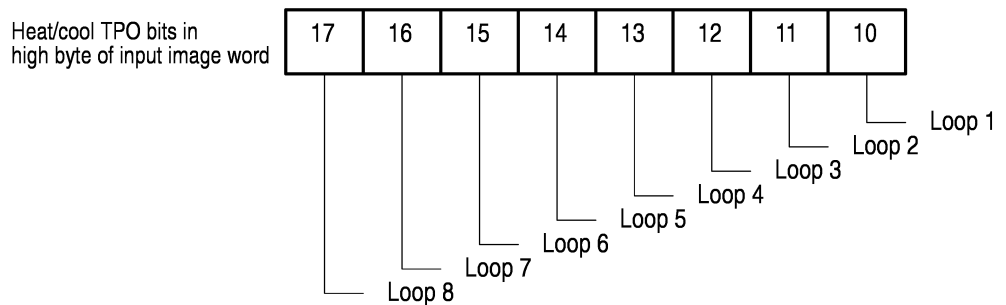 Heat/cool TPO bits in
high byte of input image word
17 16 15 14 13 12 11 10
Loop 1
Loop 2
Loop 3
Loop 4
Loop 5
Loop 6
Loop 7
Loop 8